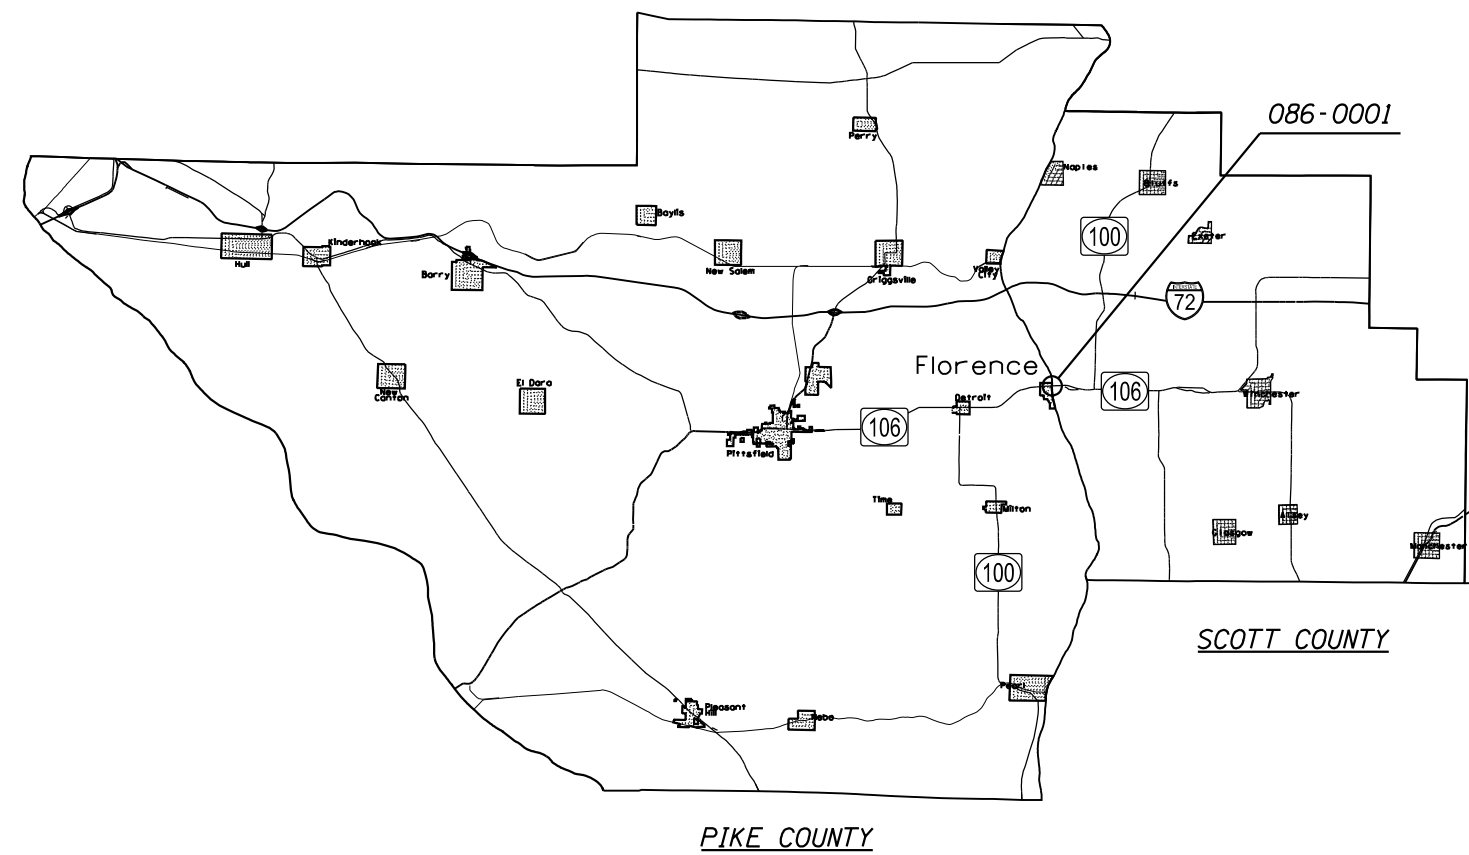 086-0001
Perry
Naples
Bluffs
100
Exeter
Baylis
Kinderhook
Hull
Barry
New Salem
Griggsville
Valley
City
72
Florence
106
Winchester
New
Canton
El Dara
Detroit
106
Pittsfield
Time
Milton
Alsey
Glasgow
Manchester
100
SCOTT COUNTY
Pearl
Pleasant
Hill
Nebo
PIKE COUNTY